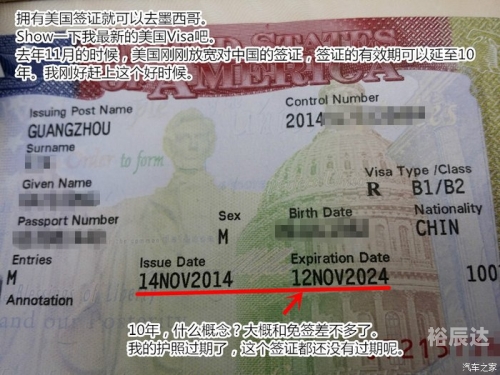 拥有美国签证就可以去墨西哥。
Show一下我最新的美国Visa吧,
去年11月的时候，美国刚刚放宽对中国的签证，签证的有效期可以延至10
年。我刚好赶上这个好时候。
UNITED STATES
OF AMERICA
Issuing Post Name
GUANGZHOU
Control Number
2014
Surname
Given Name
Visa Type /Class
R B1/B2
Passport Number
Sex
M
Birth Date
Nationality
CHIN
Entries
M
Issue Date
14NOV2014
Expiration Date
12NOV2024
100
Annotation
10年，什么概念？大概和免签差不多了。
我的护照过期了，这个签证都还没有过期呢。
裕辰达
汽车之家